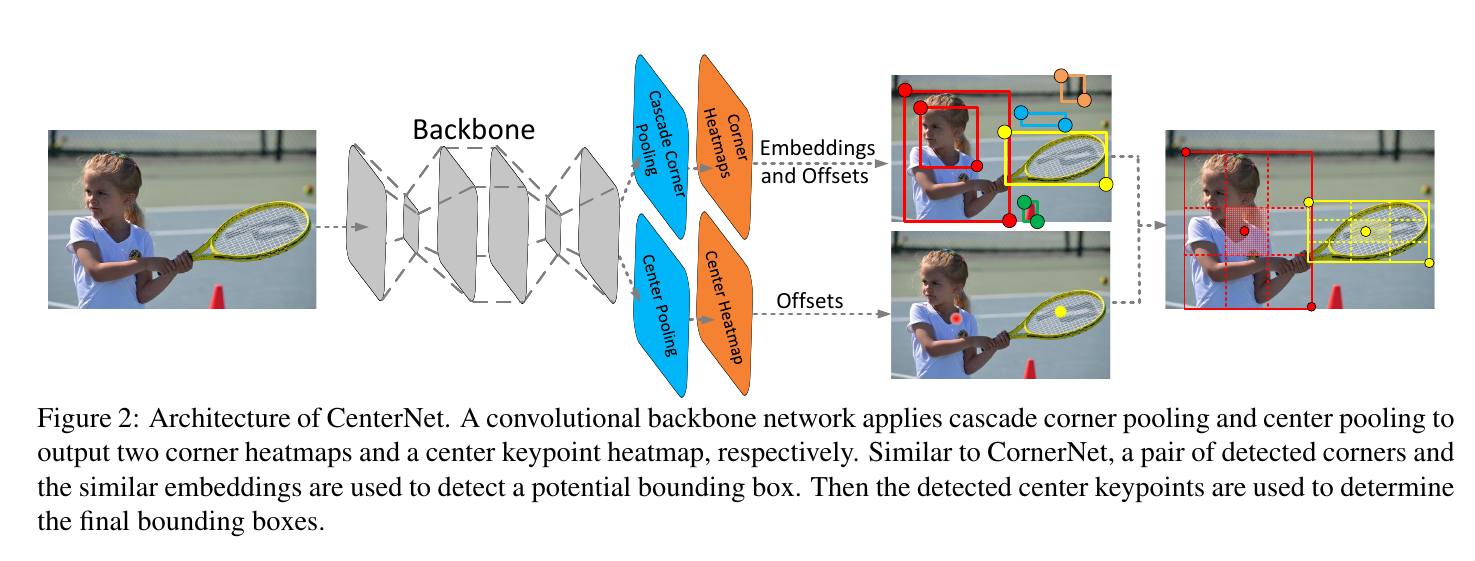 Backbone
Cascade Corner
Pooling
Corner
Heatmaps
Embeddings
and Offsets
Center Pooling
Center Heatmap
Offsets
Figure 2: Architecture of CenterNet. A convolutional backbone network applies cascade corner pooling and center pooling to
output two corner heatmaps and a center keypoint heatmap, respectively. Similar to CornerNet, a pair of detected corners and
the similar embeddings are used to detect a potential bounding box. Then the detected center keypoints are used to determine
the final bounding boxes.